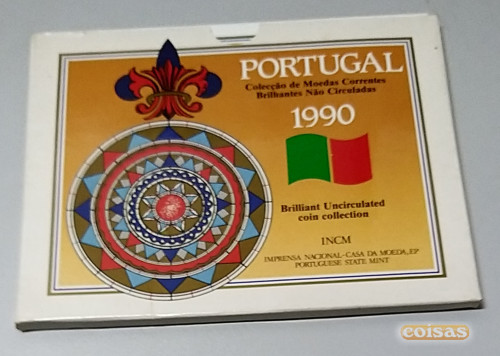 PORTUGAL
Colecção de Moedas Correntes
Brilhantes Não Circuladas
1990
Brilliant Uncirculated
coin collection
INCM
IMPRENSA NACIONAL-CASA DA MOEDA, EP
PORTUGUESE STATE MINT
coisas